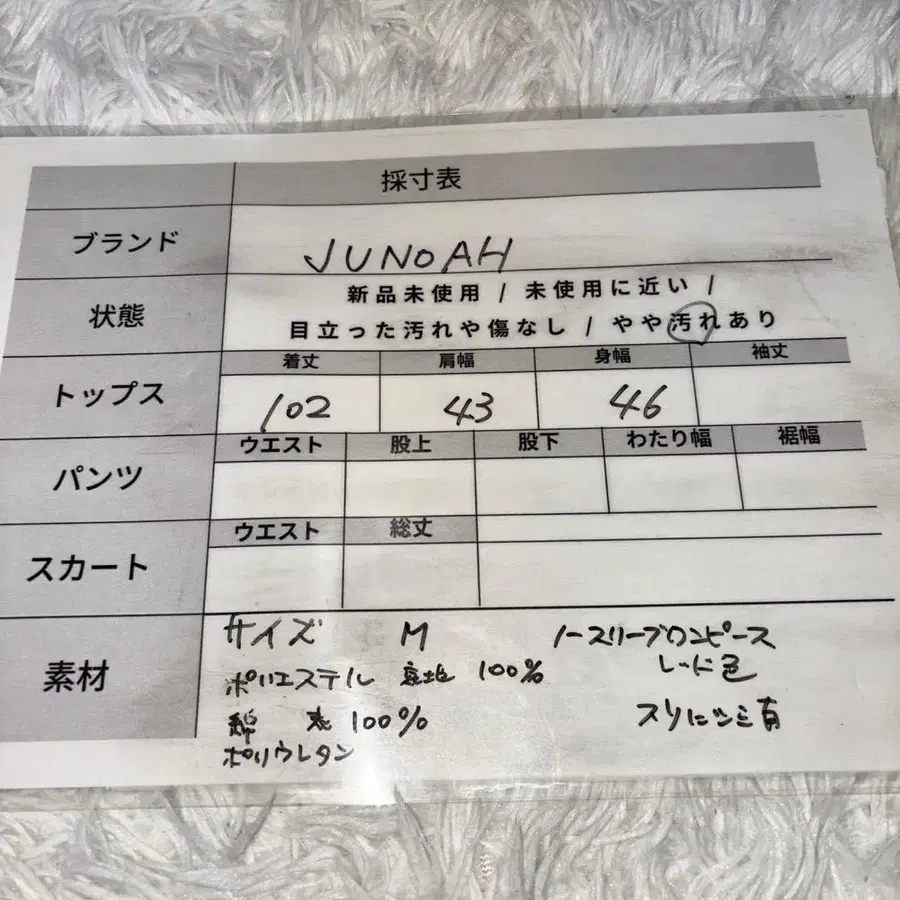 採寸表
ブランド JUNOAH
状態 新品未使用 / 未使用に近い /
目立った汚れや傷なし / やや汚れあり
着丈 肩幅 身幅 袖丈
トップス 102 43 46
ウエスト 股上 股下 わたり幅 裾幅
パンツ
ウエスト 総丈
スカート
素材
サイズ M ノースリーブワンピース
ポリエステル 表地 100% レッド色
綿 100% スソにシミ有
ポリウレタン